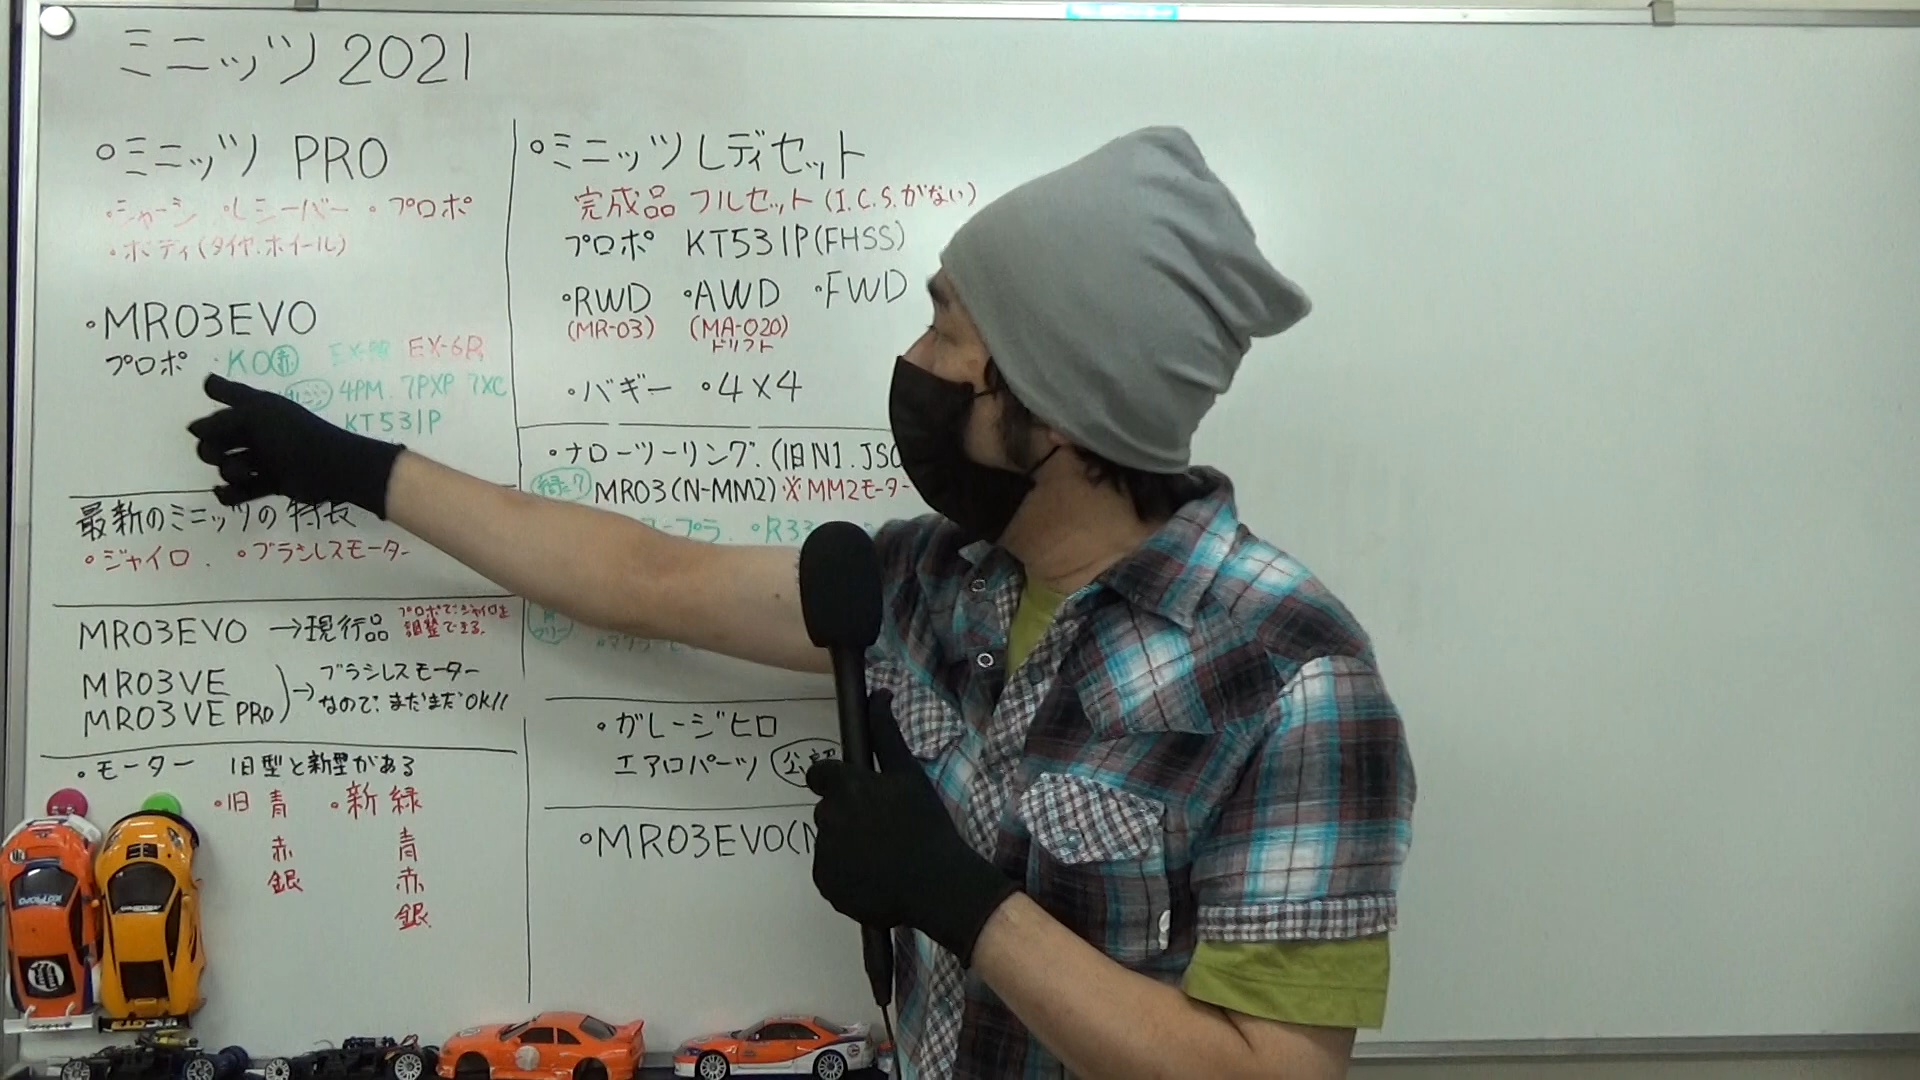 ミニッツ 2021
○ミニッツ PRO
・シャーシ ・レシーバー ・プロポ
・ボディ(タイヤ.ホイール)
・MR03EVO
プロポ ・KO赤 EX-RR EX-6R
4PM. 7PXP 7XC
KT531P
最新のミニッツの特長
○ジャイロ. ○ブラシレスモーター
MR03EVO →現行品 プロポでジャイロを
調整できる.
MR03VE
MR03VE PRO )→ ブラシレスモーター
なので、まだまだOK!!
・モーター 旧型と新型がある
・旧 青 ・新 緑
赤 青
銀 赤
銀
○ミニッツレディセット
完成品 フルセット(I.C.S.がない)
プロポ KT531P(FHSS)
・RWD ・AWD ・FWD
(MR-03) (MA-020)
ドリフト
○バギー ○4×4
・ナローツーリング.(旧N1.JSC
MR03(N-MM2)※MM2モーター
○R33
・ガレージヒロ
エアロパーツ 公認
○MR03EVO(N